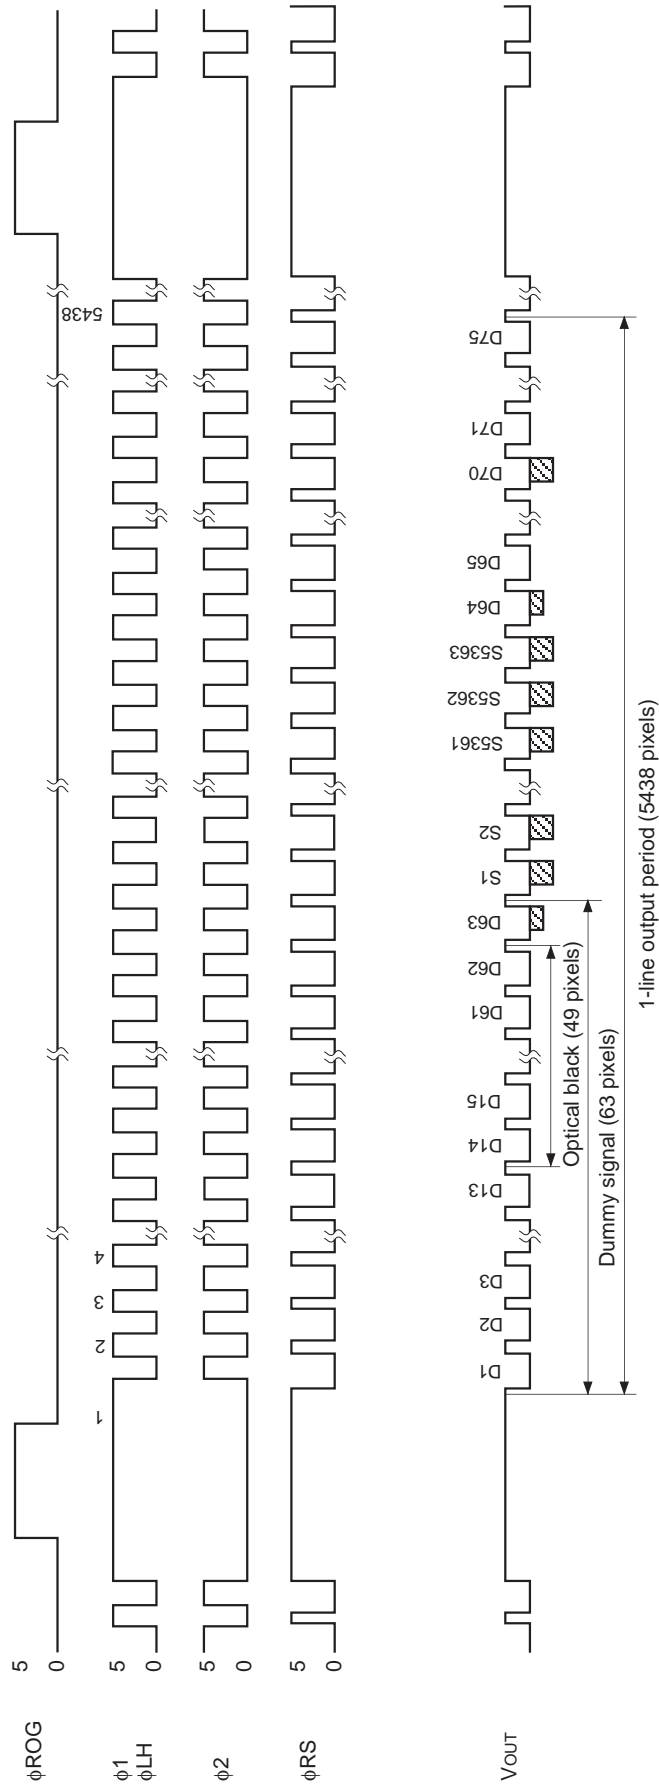 φROG
5
0
φ1
φLH
5
0
1
2
3
4
5438
φ2
5
0
φRS
5
0
VOUT
D1
D2
D3
D13
D14
D15
D61
D62
D63
S1
S2
S5361
S5362
S5363
D64
D65
D70
D71
D75
Optical black (49 pixels)
Dummy signal (63 pixels)
1-line output period (5438 pixels)